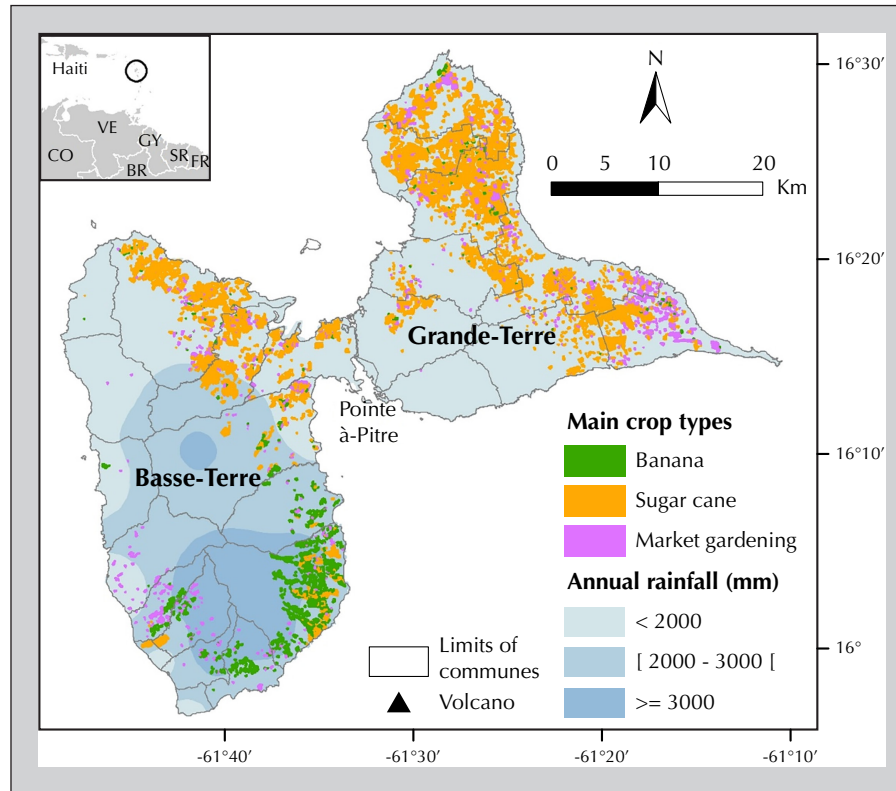 Haiti
VE
GY
CO
SR
FR
BR
N
0 5 10 20
Km
16°30′
16°20′
16°10′
16°
Grande-Terre
Pointe
à-Pitre
Basse-Terre
Main crop types
Banana
Sugar cane
Market gardening
Annual rainfall (mm)
< 2000
[ 2000 - 3000 [
>= 3000
Limits of
communes
Volcano
-61°40′
-61°30′
-61°20′
-61°10′